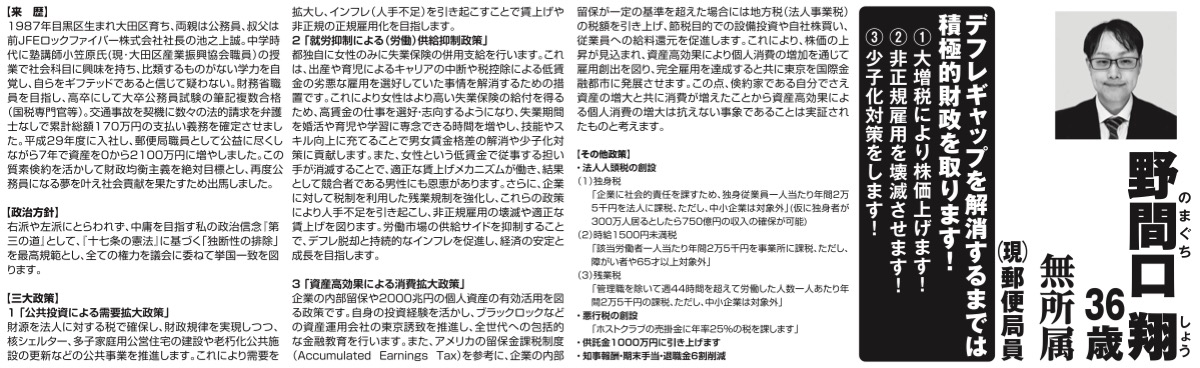 野間口 翔
のまぐち しょう
36歳
無所属
(現)郵便局員
デフレギャップを解消するまでは
積極的財政を取ります!
①大増税により株価上げます!
②非正規雇用を壊滅させます!
③少子化対策をします!
【来 歴】
1987年目黒区生まれ大田区育ち、両親は公務員、叔父は
前JFEロックファイバー株式会社社長の池之上誠。中学時
代に塾講師小笠原氏(現・大田区産業振興協会職員)の授
業で社会科目に興味を持ち、比類するものがない学力を自
覚し、自らをギフテッドであると信じて疑わない。財務省職
員を目指し、高卒にして大卒公務員試験の筆記複数合格
(国税専門官等)。交通事故を契機に数々の法的請求を弁護
士なしで累計総額170万円の支払い義務を確定させまし
た。平成29年度に入社し、郵便局職員として公益に尽くし
ながら7年で資産を0から2100万円に増やしました。この
質素倹約を活かして財政均衡主義を絶対目標とし、再度公
務員になる夢を叶え社会貢献を果たすため出馬しました。
【政治方針】
右派や左派にとらわれず、中庸を目指す私の政治信念『第
三の道』として、『十七条の憲法』に基づく『独断性の排除』
を最高規範とし、全ての権力を議会に委ねて挙国一致を図
ります。
【三大政策】
1「公共投資による需要拡大政策」
財源を法人に対する税で確保し、財政規律を実現しつつ、
核シェルター、多子家庭用公営住宅の建設や老朽化公共施
設の更新などの公共事業を推進します。これにより需要を
拡大し、インフレ(人手不足)を引き起こすことで賃上げや
非正規の正規雇用化を目指します。
2「就労抑制による(労働)供給抑制政策」
都独自に女性のみに失業保険の併用支給を行います。これ
は、出産や育児によるキャリアの中断や税控除による低賃
金の劣悪な雇用を選好していた事情を解消するための措
置です。これにより女性はより高い失業保険の給付を得る
ため、高賃金の仕事を選好・志向するようになり、失業期間
を婚活や育児や学習に専念できる時間を増やし、技能やス
キル向上に充てることで男女賃金格差の解消や少子化対
策に貢献します。また、女性という低賃金で従事する担い
手が消滅することで、適正な賃上げメカニズムが働き、結果
として競合者である男性にも恩恵があります。さらに、企業
に対して税制を利用した残業規制を強化し、これらの政策
により人手不足を引き起こし、非正規雇用の壊滅や適正な
賃上げを図ります。労働市場の供給サイドを抑制すること
で、デフレ脱却と持続的なインフレを促進し、経済の安定と
成長を目指します。
3「資産高効果による消費拡大政策」
企業の内部留保や2000兆円の個人資産の有効活用を図
る政策です。自身の投資経験を活かし、ブラックロックなど
の資産運用会社の東京誘致を推進し、全世代への包括的
な金融教育を行います。また、アメリカの留保金課税制度
(Accumulated Earnings Tax)を参考に、企業の内部
留保が一定の基準を超えた場合には地方税(法人事業税)
の税額を引き上げ、節税目的での設備投資や自社株買い、
従業員への給料還元を促進します。これにより、株価の上
昇が見込まれ、資産高効果により個人消費の増加を通じて
雇用創出を図り、完全雇用を達成すると共に東京を国際金
融都市に発展させます。この点、倹約家である自分でさえ
資産の増大と共に消費が増えたことから資産高効果によ
る個人消費の増大は抗えない事象であることは実証され
たものと考えます。
【その他政策】
・法人人頭税の創設
(1)独身税
「企業に社会的責任を課すため、独身従業員一人当たり年間2万
5千円を法人に課税、ただし、中小企業は対象外」(仮に独身者が
300万人居るとしたら750億円の収入の確保が可能)
(2)時給1500円未満税
「該当労働者一人当たり年間2万5千円を事業所に課税、ただし、
障がい者や65才以上対象外」
(3)残業税
「管理職を除いて週44時間を超えて労働した人数一人あたり年
間2万5千円の課税、ただし、中小企業は対象外」
・悪行税の創設
「ホストクラブの売掛金に年率25%の税を課します」
・供託金1000万円に引き上げます
・知事報酬・期末手当・退職金6割削減